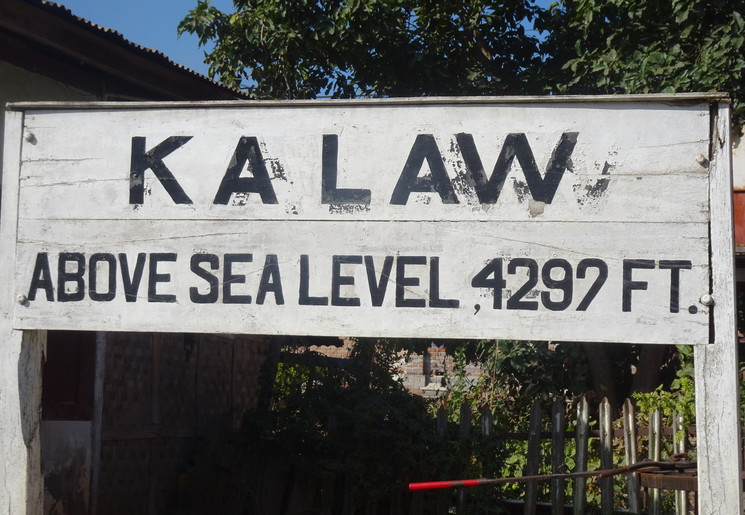 KALAW
ABOVE SEA LEVEL, 4297 FT.